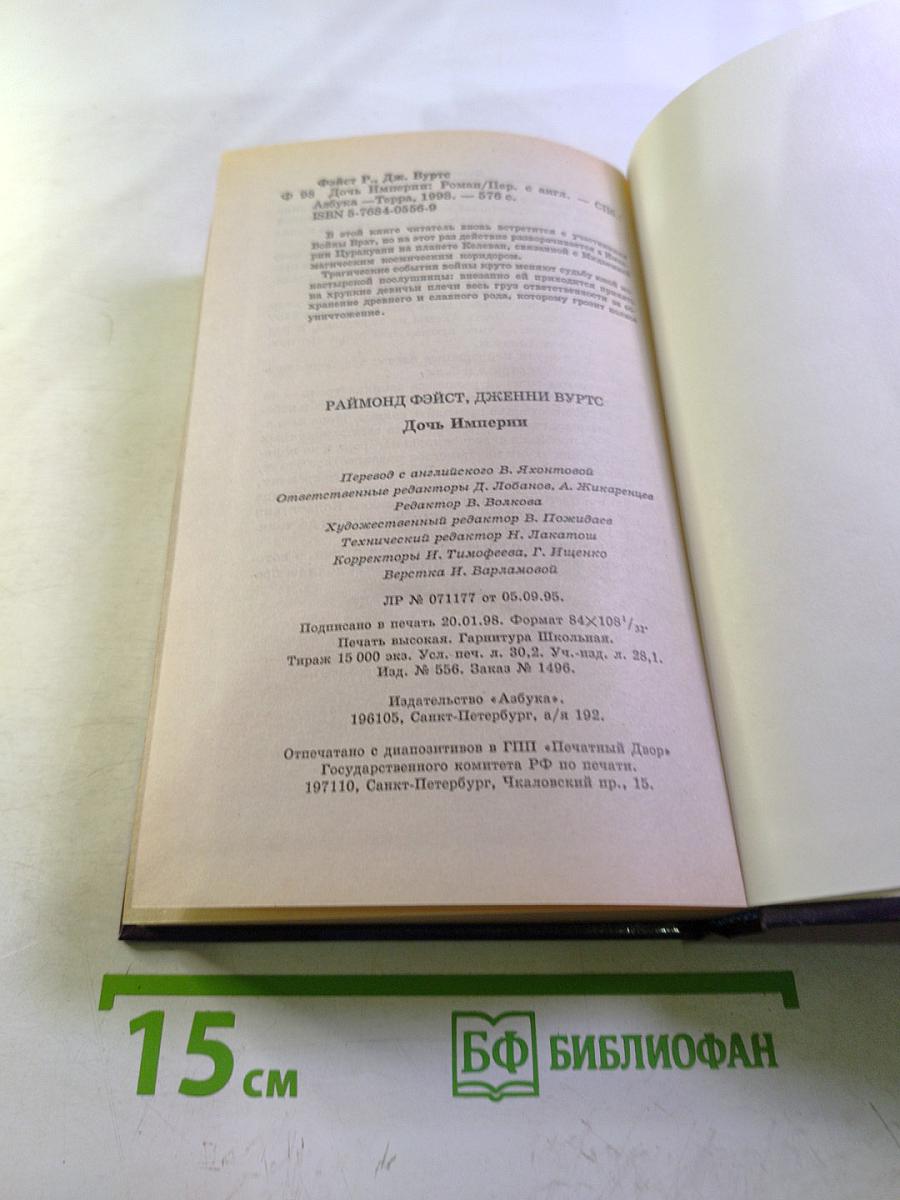 Фэйст Р., Дж. Вуртс
Ф 98 Дочь Империи: Роман/Пер. с англ. — СПб.:
Азбука —Терра, 1998. — 576 с.
ISBN 5-7684-0556-9
В этой книге читатель вновь встретится с участниками
Войны Врат, но на этот раз действие разворачивается в
рии Цурануани на планете Келеван, связанной с
магическим космическим коридором.
Трагические события войны круто меняют судьбу юной
настырской послушницы: внезапно ей приходится принять
на хрупкие девичьи плечи весь груз ответственности за
хранение древнего и славного рода, которому грозит полное
уничтожение.
РАЙМОНД ФЭЙСТ, ДЖЕННИ ВУРТС
Дочь Империи
Перевод с английского В. Яхонтовой
Ответственные редакторы Д. Лобанов, А. Жикаренцев
Редактор В. Волкова
Художественный редактор В. Пожидаев
Технический редактор Н. Лакатош
Корректоры И. Тимофеева, Г. Ищенко
Верстка И. Варламовой
ЛР № 071177 от 05.09.95.
Подписано в печать 20.01.98. Формат 84×108¹/₃₂.
Печать высокая. Гарнитура Школьная.
Тираж 15 000 экз. Усл. печ. л. 30,2. Уч.-изд. л. 28,1.
Изд. № 556. Заказ № 1496.
Издательство «Азбука».
196105, Санкт-Петербург, а/я 192.
Отпечатано с диапозитивов в ГПП «Печатный Двор»
Государственного комитета РФ по печати.
197110, Санкт-Петербург, Чкаловский пр., 15.
15 см
БФ БИБЛИОФАН